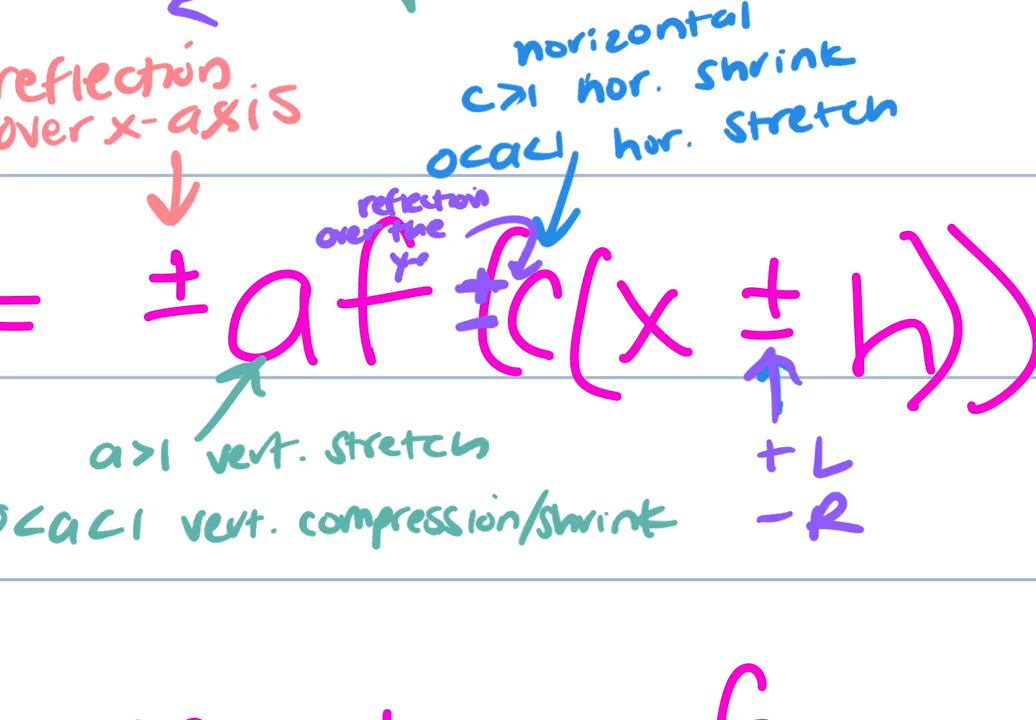 horizontal
c>1 hor. shrink
0<a<1 hor. stretch
reflection
over x-axis
reflection
over the
y-
= ± a f (± c(x ± h))
a>1 vert. stretch
0<a<1 vert. compression/shrink
+ L
- R